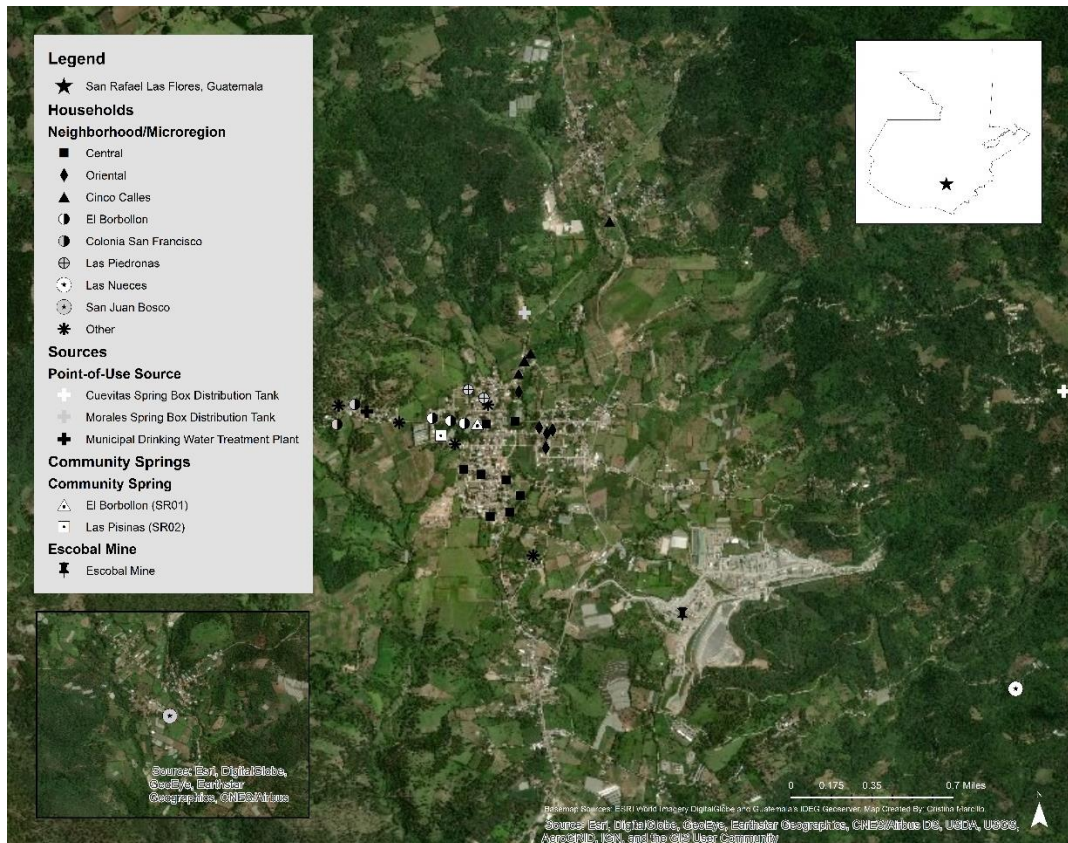 Legend
San Rafael Las Flores, Guatemala
Households
Neighborhood/Microregion
Central
Oriental
Cinco Calles
El Borbollon
Colonia San Francisco
Las Piedronas
Las Nueces
San Juan Bosco
Other
Sources
Point-of-Use Source
Cuevitas Spring Box Distribution Tank
Morales Spring Box Distribution Tank
Municipal Drinking Water Treatment Plant
Community Springs
Community Spring
El Borbollon (SR01)
Las Pisinas (SR02)
Escobal Mine
Escobal Mine
Source: Esri, DigitalGlobe,
GeoEye, Earthstar
Geographics, CNES/Airbus
0 0.175 0.35 0.7 Miles
Basemap Sources: ESRI World Imagery DigitalGlobe and Guatemala's IDEG Geoserver. Map Created By: Cristina Marcillo
Source: Esri, DigitalGlobe, GeoEye, Earthstar Geographics, CNES/Airbus DS, USDA, USGS,
AeroGRID, IGN, and the GIS User Community
N